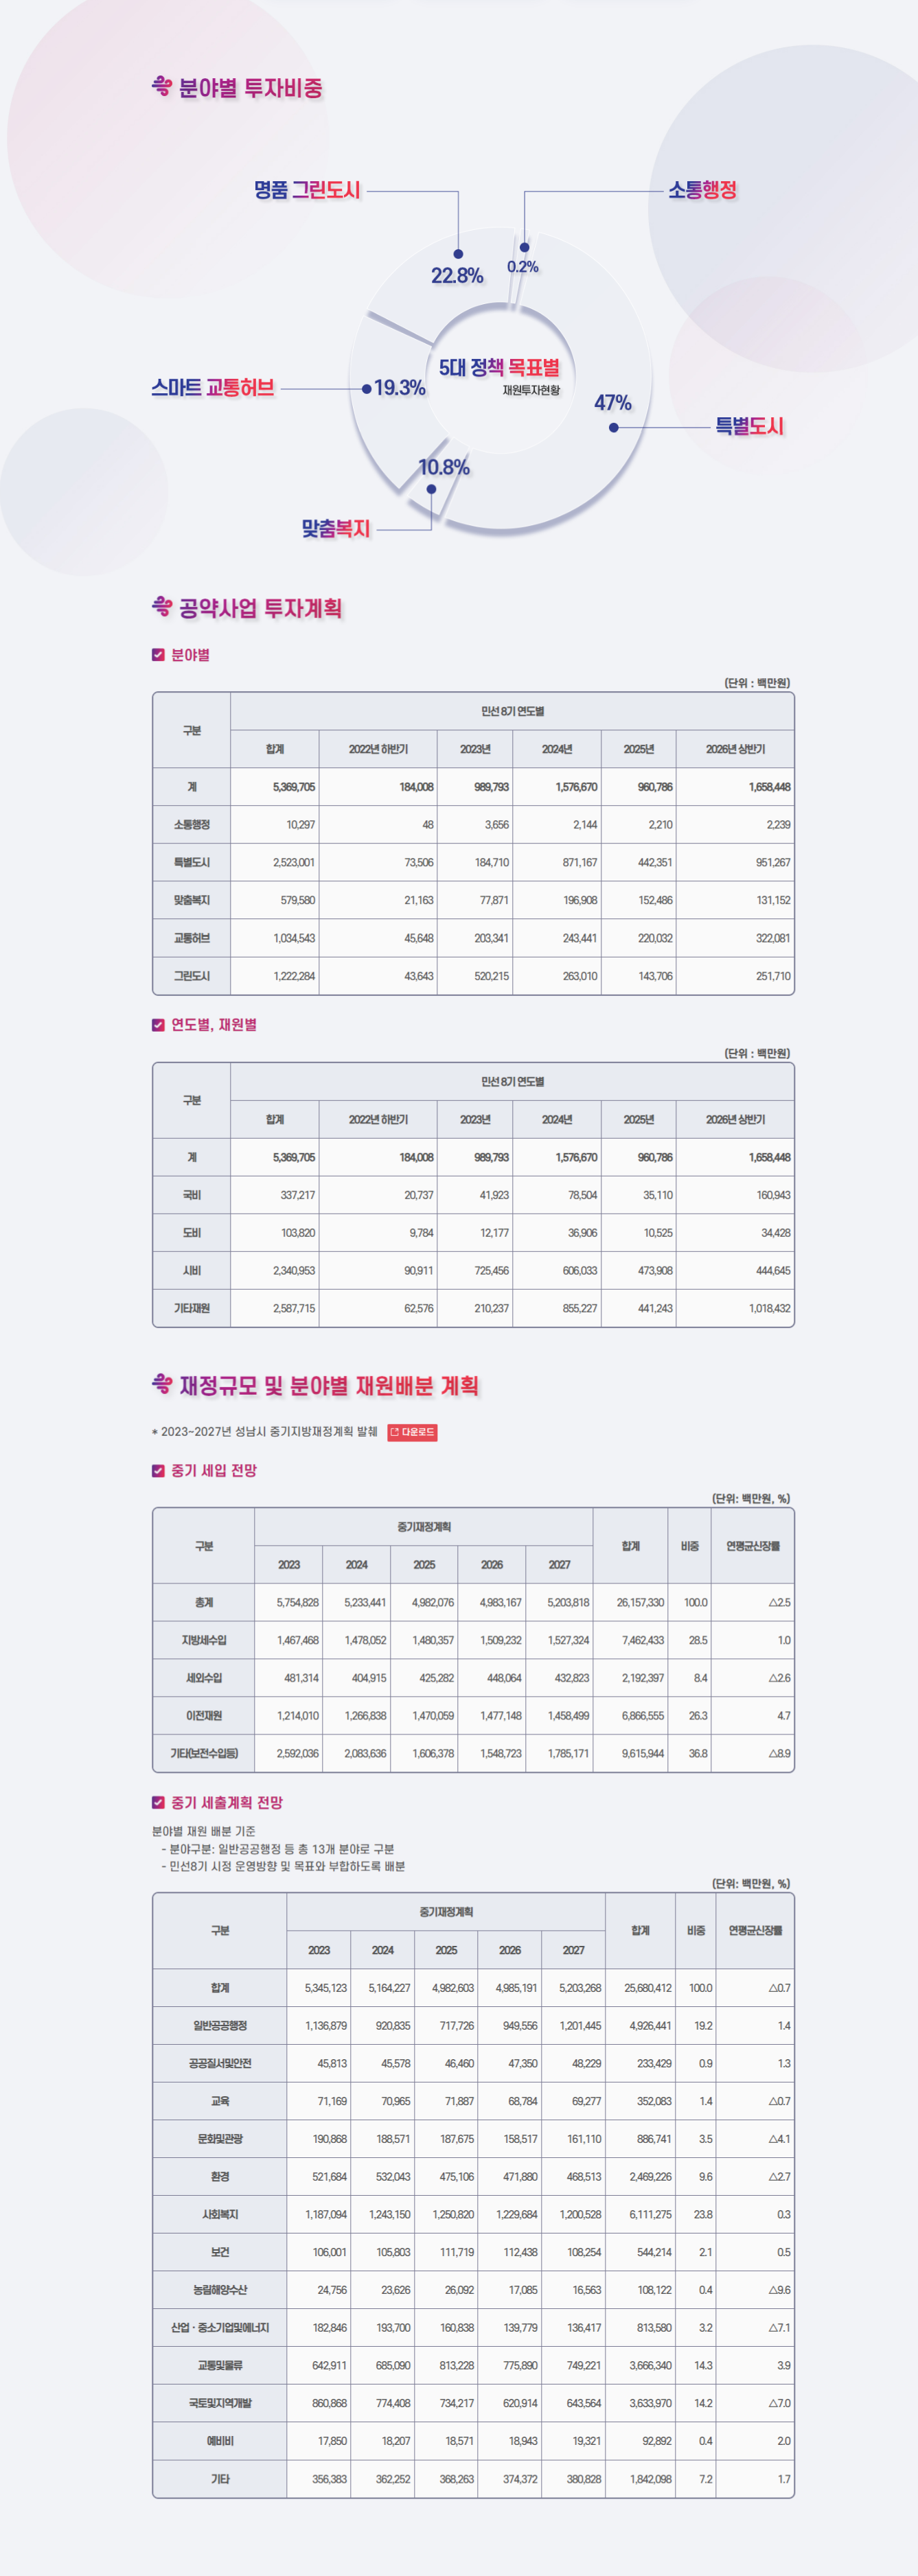 분야별 투자비중
명품 그린도시
소통행정
22.8%
0.2%
5대 정책 목표별
재원투자현황
스마트 교통허브
19.3%
47%
특별도시
10.8%
맞춤복지
공약사업 투자계획
분야별
(단위 : 백만원)
구분 민선 8기 연도별
합계 2022년 하반기 2023년 2024년 2025년 2026년 상반기
계 5,369,705 184,008 989,793 1,576,670 960,786 1,658,448
소통행정 10,297 48 3,656 2,144 2,210 2,239
특별도시 2,523,001 73,506 184,710 871,167 442,351 951,267
맞춤복지 579,580 21,163 77,871 196,908 152,486 131,152
교통허브 1,034,543 45,648 203,341 243,441 220,032 322,081
그린도시 1,222,284 43,643 520,215 263,010 143,706 251,710
연도별, 재원별
(단위 : 백만원)
구분 민선 8기 연도별
합계 2022년 하반기 2023년 2024년 2025년 2026년 상반기
계 5,369,705 184,008 989,793 1,576,670 960,786 1,658,448
국비 337,217 20,737 41,923 78,504 35,110 160,943
도비 103,820 9,784 12,177 36,906 10,525 34,428
시비 2,340,953 90,911 725,456 606,033 473,908 444,645
기타재원 2,587,715 62,576 210,237 855,227 441,243 1,018,432
재정규모 및 분야별 재원배분 계획
* 2023~2027년 성남시 중기지방재정계획 발췌 다운로드
중기 세입 전망
(단위: 백만원, %)
구분 중기재정계획 합계 비중 연평균신장률
2023 2024 2025 2026 2027
총계 5,754,828 5,233,441 4,982,076 4,983,167 5,203,818 26,157,330 100.0 △2.5
지방세수입 1,467,468 1,478,052 1,480,357 1,509,232 1,527,324 7,462,433 28.5 1.0
세외수입 481,314 404,915 425,282 448,064 432,823 2,192,397 8.4 △2.6
이전재원 1,214,010 1,266,838 1,470,059 1,477,148 1,458,499 6,866,555 26.3 4.7
기타(보전수입등) 2,592,036 2,083,636 1,606,378 1,548,723 1,785,171 9,615,944 36.8 △8.9
중기 세출계획 전망
분야별 재원 배분 기준
- 분야구분: 일반공공행정 등 총 13개 분야로 구분
- 민선8기 시정 운영방향 및 목표와 부합하도록 배분
(단위: 백만원, %)
구분 중기재정계획 합계 비중 연평균신장률
2023 2024 2025 2026 2027
합계 5,345,123 5,164,227 4,982,603 4,985,191 5,203,268 25,680,412 100.0 △0.7
일반공공행정 1,136,879 920,835 717,726 949,556 1,201,445 4,926,441 19.2 1.4
공공질서및안전 45,813 45,578 46,460 47,350 48,229 233,429 0.9 1.3
교육 71,169 70,965 71,887 68,784 69,277 352,083 1.4 △0.7
문화및관광 190,868 188,571 187,675 158,517 161,110 886,741 3.5 △4.1
환경 521,684 532,043 475,106 471,880 468,513 2,469,226 9.6 △2.7
사회복지 1,187,094 1,243,150 1,250,820 1,229,684 1,200,528 6,111,275 23.8 0.3
보건 106,001 105,803 111,719 112,438 108,254 544,214 2.1 0.5
농림해양수산 24,756 23,626 26,092 17,085 16,563 108,122 0.4 △9.6
산업ㆍ중소기업및에너지 182,846 193,700 160,838 139,779 136,417 813,580 3.2 △7.1
교통및물류 642,911 685,090 813,228 775,890 749,221 3,666,340 14.3 3.9
국토및지역개발 860,868 774,408 734,217 620,914 643,564 3,633,970 14.2 △7.0
예비비 17,850 18,207 18,571 18,943 19,321 92,892 0.4 2.0
기타 356,383 362,252 368,263 374,372 380,828 1,842,098 7.2 1.7